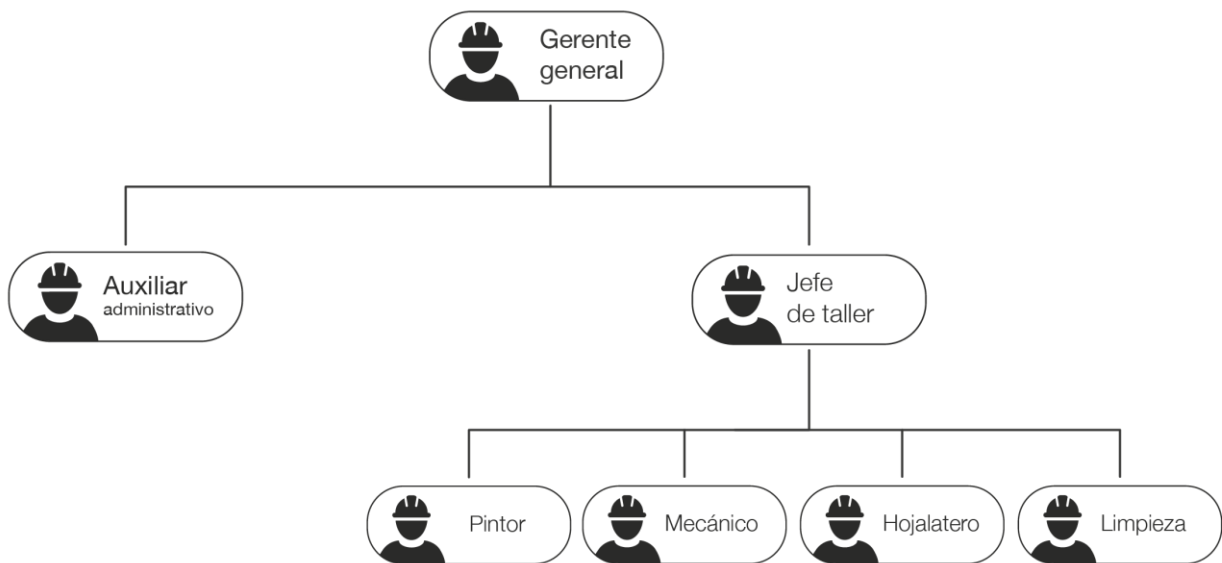 Gerente
general
Auxiliar
administrativo
Jefe
de taller
Pintor
Mecánico
Hojalatero
Limpieza